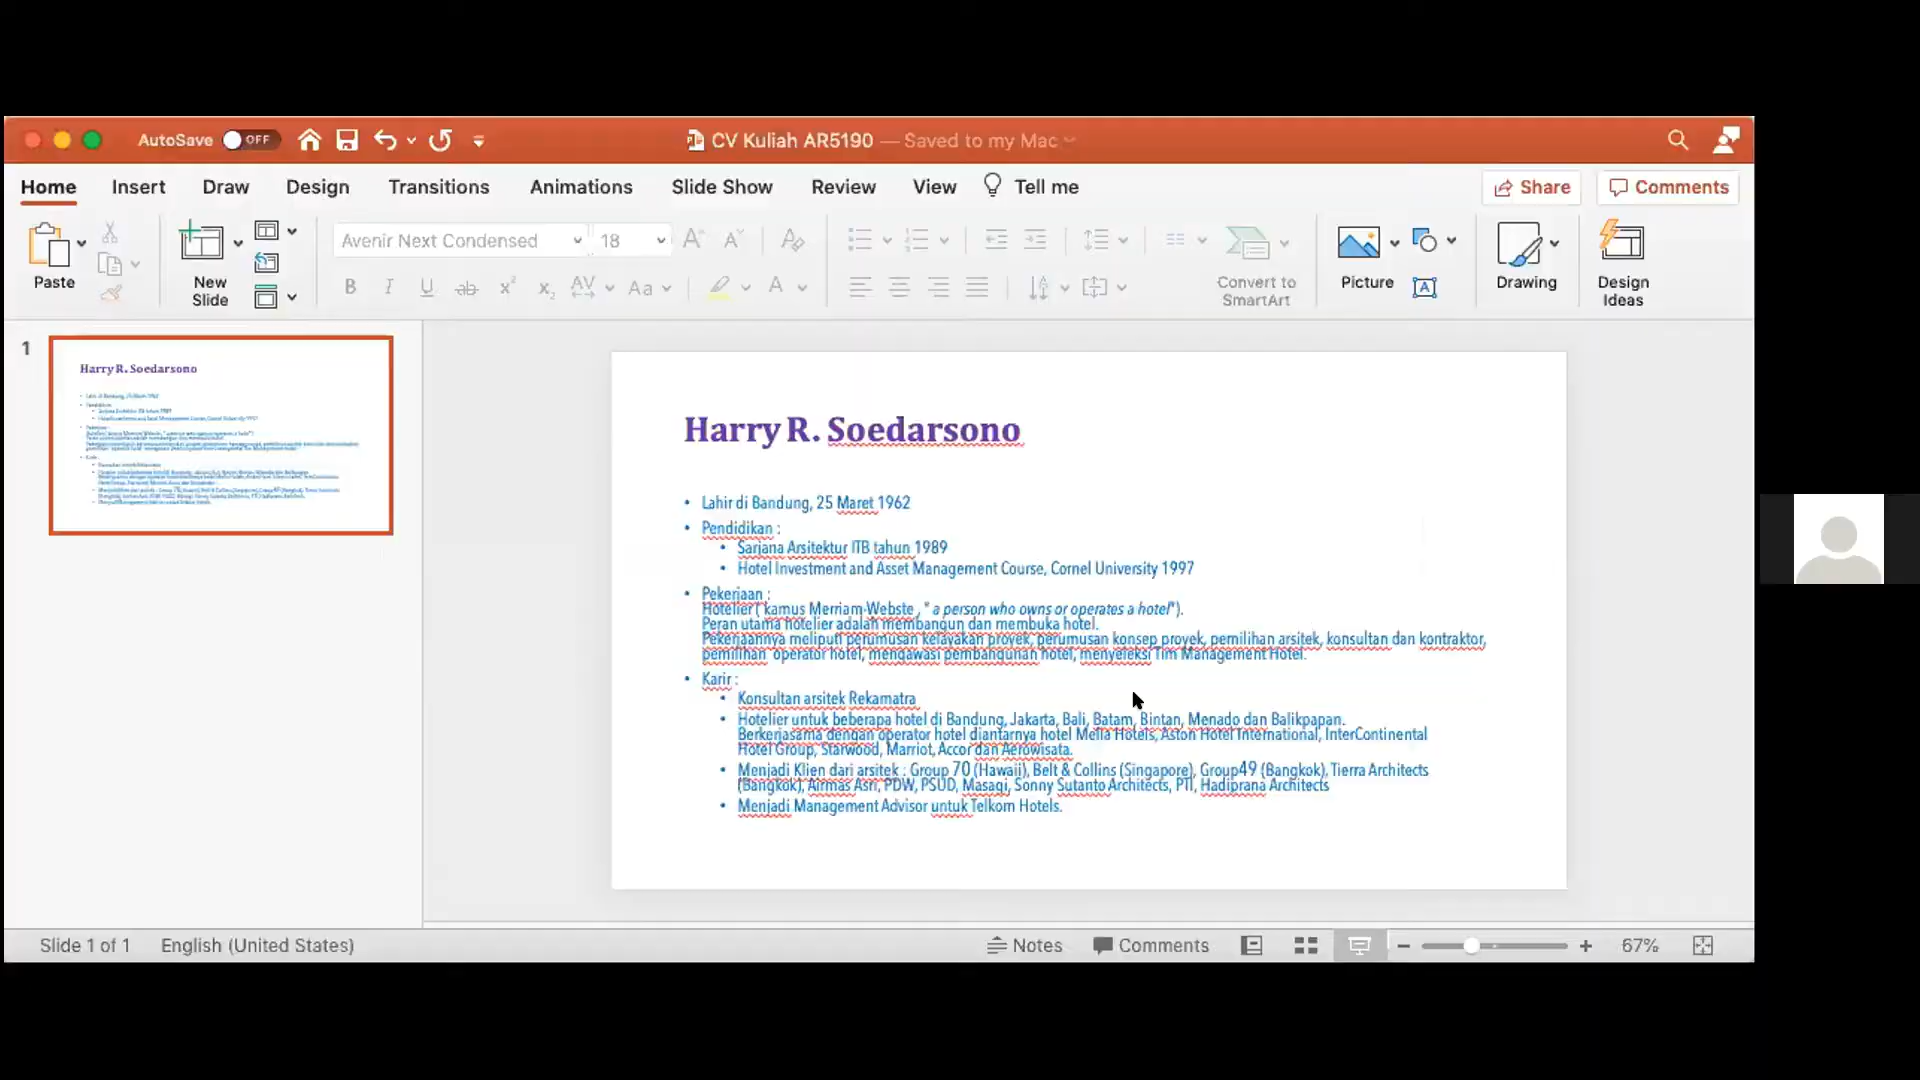 AutoSave OFF CV Kuliah AR5190 — Saved to my Mac
Home Insert Draw Design Transitions Animations Slide Show Review View Tell me Share Comments
Avenir Next Condensed 18
Paste New Slide Convert to SmartArt Picture Drawing Design Ideas
1
Harry R. Soedarsono
Harry R. Soedarsono
• Lahir di Bandung, 25 Maret 1962
• Pendidikan :
• Sarjana Arsitektur ITB tahun 1989
• Hotel Investment and Asset Management Course, Cornel University 1997
• Pekerjaan :
Hotelier ( kamus Merriam-Webste , " a person who owns or operates a hotel").
Peran utama hotelier adalah membangun dan membuka hotel.
Pekerjaannya meliputi perumusan kelayakan proyek, perumusan konsep proyek, pemilihan arsitek, konsultan dan kontraktor,
pemilihan operator hotel, mengawasi pembangunan hotel, menyeleksi Tim Management Hotel.
• Karir :
• Konsultan arsitek Rekamatra
• Hotelier untuk beberapa hotel di Bandung, Jakarta, Bali, Batam, Bintan, Menado dan Balikpapan.
Berkerjasama dengan operator hotel diantarnya hotel Melia Hotels, Aston Hotel International, InterContinental
Hotel Group, Starwood, Marriot, Accor dan Aerowisata.
• Menjadi Klien dari arsitek : Group 70 (Hawaii), Belt & Collins (Singapore), Group49 (Bangkok), Tierra Architects
(Bangkok), Airmas Asri, PDW, PSUD, Masagi, Sonny Sutanto Architects, PTI, Hadiprana Architects
• Menjadi Management Advisor untuk Telkom Hotels.
Slide 1 of 1 English (United States) Notes Comments 67%